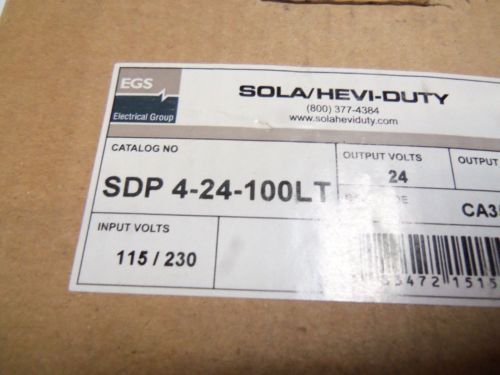 EGS
Electrical Group
SOLA/HEVI-DUTY
(800) 377-4384
www.solaheviduty.com
CATALOG NO
SDP 4-24-100LT
OUTPUT VOLTS
24
OUTPUT
INPUT VOLTS
115 / 230